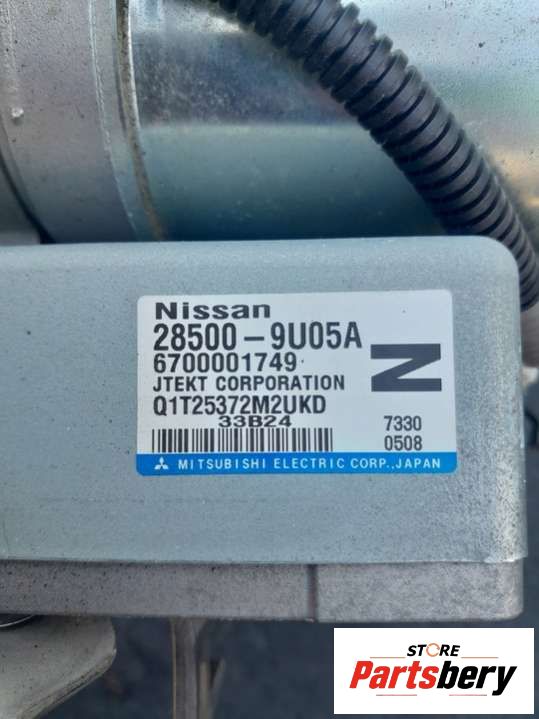 Nissan
28500-9U05A
6700001749
JTEKT CORPORATION
Q1T25372M2UKD
33B24
N
7330
0508
MITSUBISHI ELECTRIC CORP., JAPAN
STORE
Partsbery